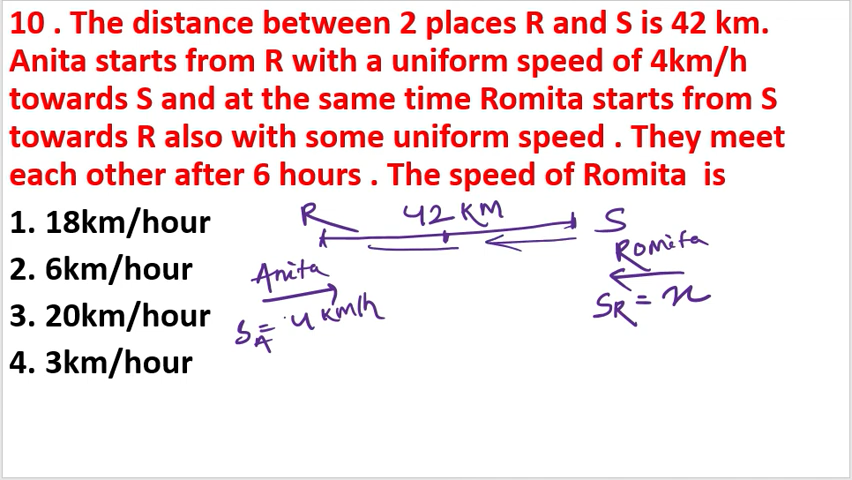 10 . The distance between 2 places R and S is 42 km.
Anita starts from R with a uniform speed of 4km/h
towards S and at the same time Romita starts from S
towards R also with some uniform speed . They meet
each other after 6 hours . The speed of Romita is
1. 18km/hour
2. 6km/hour
3. 20km/hour
4. 3km/hour
R 42 KM S
Anita Romita
SA = 4 km/h SR = x